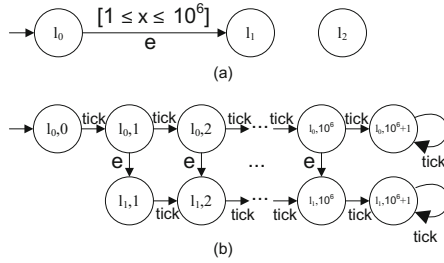 [1 ≤ x ≤ 10⁶]
l₀ l₁ l₂
e
(a)
tick tick tick tick tick
l₀,0 l₀,1 l₀,2 ... l₀,10⁶ l₀,10⁶+1
e e ... e tick
l₁,1 l₁,2 ... l₁,10⁶ l₁,10⁶+1
tick tick tick tick tick
(b)